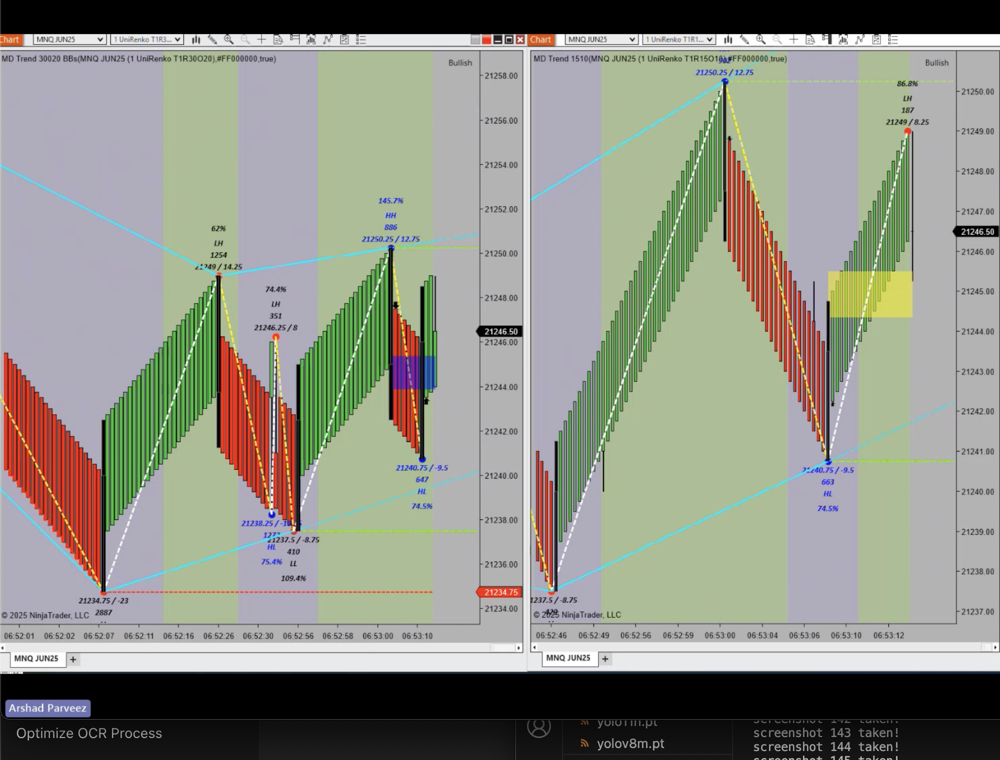 Chart MNQ JUN25 1 UniRenko T1R3...
MD Trend 30020 BBs(MNQ JUN25 (1 UniRenko T1R30O20),#FF000000,true)
Bullish
21258.00
21256.00
21254.00
21252.00
21250.00
21248.00
21246.50
21246.00
21244.00
21242.00
21240.00
21238.00
21236.00
21234.75
21234.00
62%
LH
1254
21249 / 14.25
74.4%
LH
351
21246.25 / 8
145.7%
HH
886
21250.25 / 12.75
21240.75 / -9.5
647
HL
74.5%
21238.25 /
HL
75.4%
21237.5 / -8.75
410
LL
109.4%
21234.75 / -23
2887
© 2025 NinjaTrader, LLC
06:52:01 06:52:02 06:52:07 06:52:11 06:52:16 06:52:26 06:52:30 06:52:56 06:52:58 06:53:00 06:53:10
MNQ JUN25 +
Chart MNQ JUN25 1 UniRenko T1R1...
MD Trend 1510(MNQ JUN25 (1 UniRenko T1R15O10),#FF000000,true)
Bullish
21250.00
21249.00
21248.00
21247.00
21246.50
21246.00
21245.00
21244.00
21243.00
21242.00
21241.00
21240.00
21239.00
21238.00
21237.00
21250.25 / 12.75
86.8%
LH
187
21249 / 8.25
21240.75 / -9.5
663
HL
74.5%
1237.5 / -8.75
© 2025 NinjaTrader, LLC
06:52:46 06:52:49 06:52:56 06:52:59 06:53:00 06:53:04 06:53:06 06:53:10 06:53:12
MNQ JUN25 +
Arshad Parveez
Optimize OCR Process
yolo11n.pt
yolov8m.pt
screenshot 142 taken!
screenshot 143 taken!
screenshot 144 taken!
screenshot 145 taken!